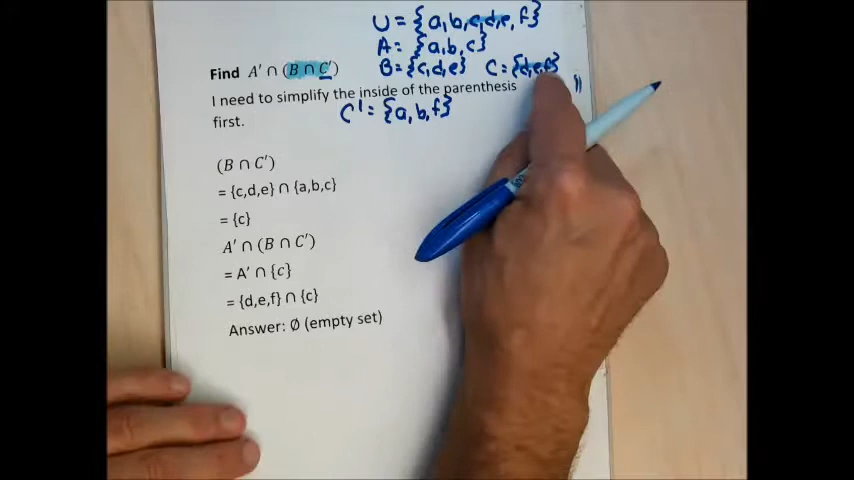 U = {a,b,c,d,e,f}
A = {a,b,c}
Find A′ ∩ (B ∩ C′) B={c,d,e} C={d,e,f}
I need to simplify the inside of the parenthesis
first. C' = {a,b,f}
(B ∩ C′)
= {c,d,e} ∩ {a,b,c}
= {c}
A′ ∩ (B ∩ C′)
= A′ ∩ {c}
= {d,e,f} ∩ {c}
Answer: ∅ (empty set)